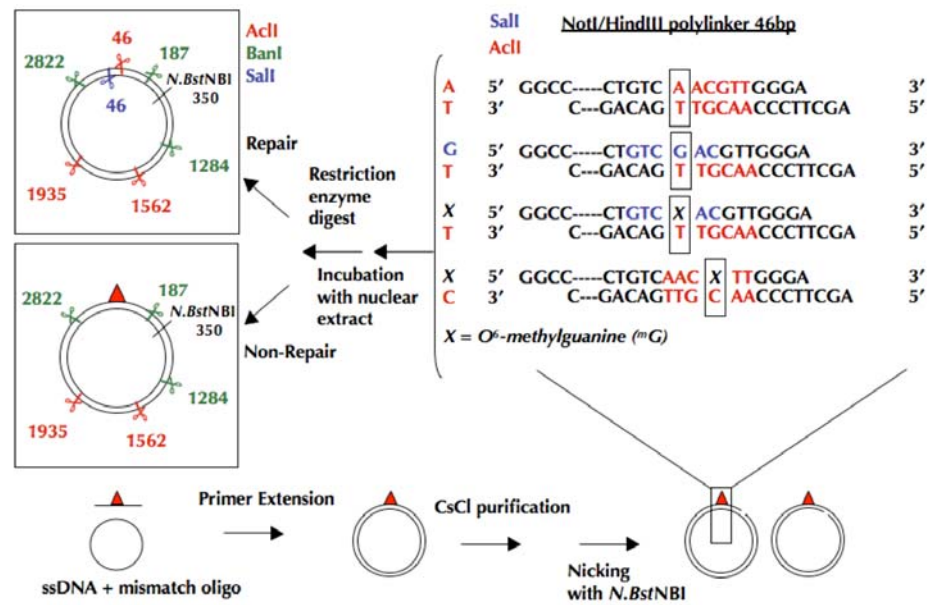 46
187
2822
N.BstNBI
350
46
1284
1935
1562
AclI
BanI
SalI
Repair
2822
187
N.BstNBI
350
1284
1935
1562
Non-Repair
Restriction
enzyme
digest
Incubation
with nuclear
extract
SalI
AclI
NotI/HindIII polylinker 46bp
A 5′ GGCC-----CTGTC A ACGTTGGGA 3′
T 3′ C---GACAG T TGCAACCCTTCGA 5′
G 5′ GGCC-----CTGTC G ACGTTGGGA 3′
T 3′ C---GACAG T TGCAACCCTTCGA 5′
X 5′ GGCC-----CTGTC X ACGTTGGGA 3′
T 3′ C---GACAG T TGCAACCCTTCGA 5′
X 5′ GGCC-----CTGTCAAC X TTGGGA 3′
C 3′ C---GACAGTTG C AACCCTTCGA 5′
X = O⁶-methylguanine (ᵐG)
Primer Extension
CsCl purification
ssDNA + mismatch oligo
Nicking
with N.BstNBI